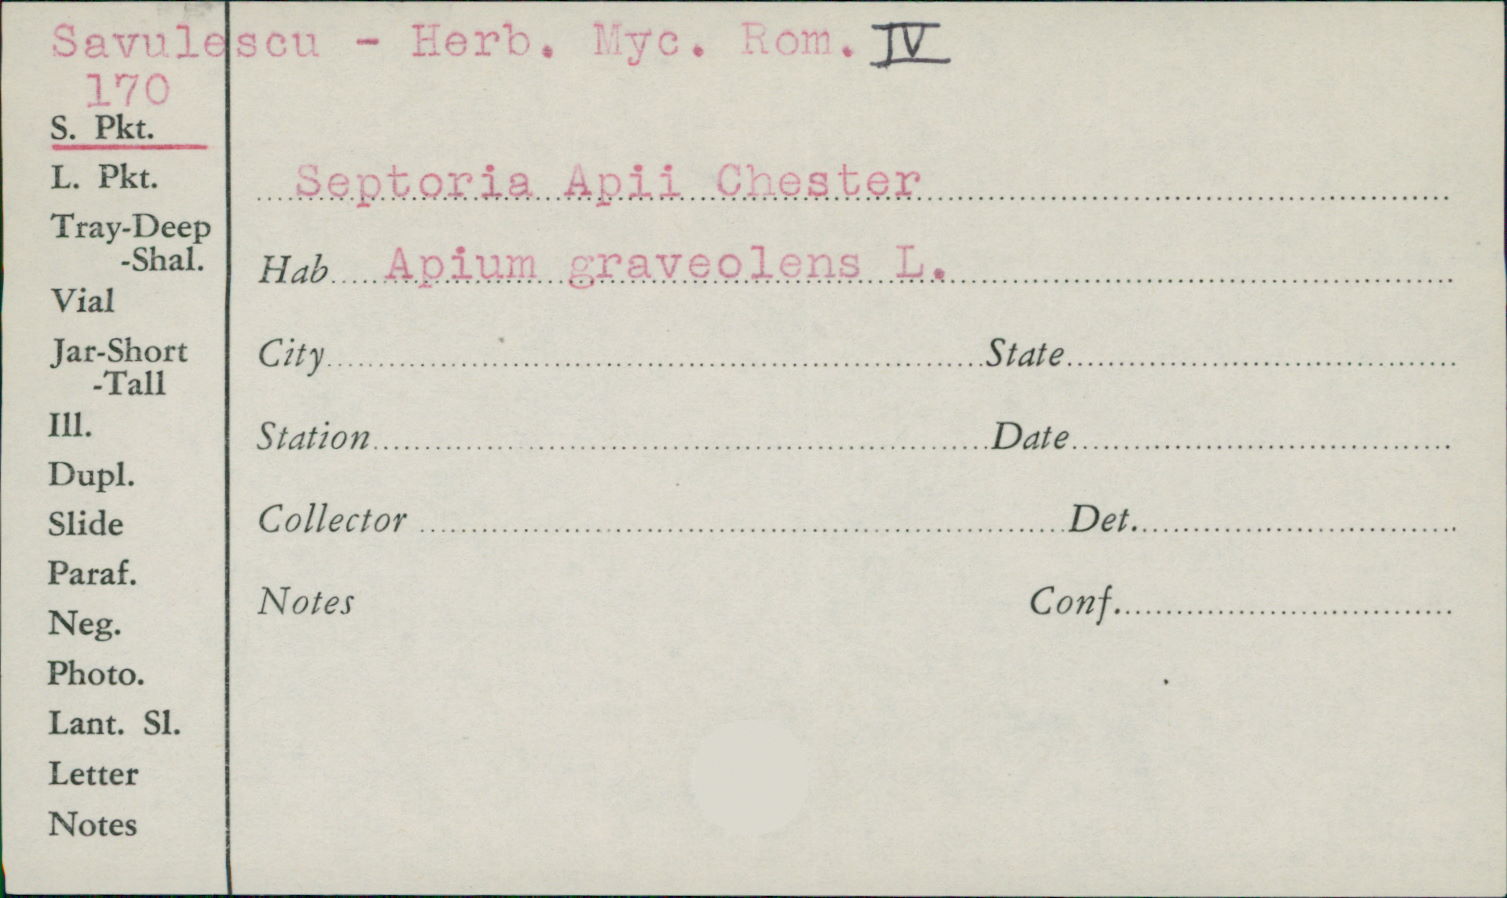 Savulescu - Herb. Myc. Rom. IV
170
S. Pkt.
L. Pkt.
Tray-Deep
-Shal.
Vial
Jar-Short
-Tall
Ill.
Dupl.
Slide
Paraf.
Neg.
Photo.
Lant. Sl.
Letter
Notes
Septoria Apii Chester
Hab Apium graveolens L.
City State
Station Date
Collector Det.
Notes Conf.